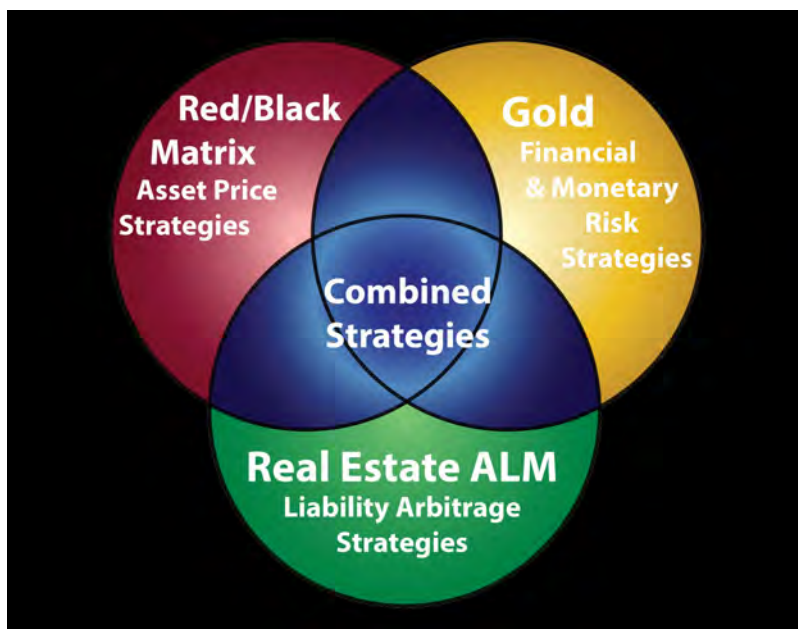 Red/Black
Matrix
Asset Price
Strategies
Gold
Financial
& Monetary
Risk
Strategies
Combined
Strategies
Real Estate ALM
Liability Arbitrage
Strategies